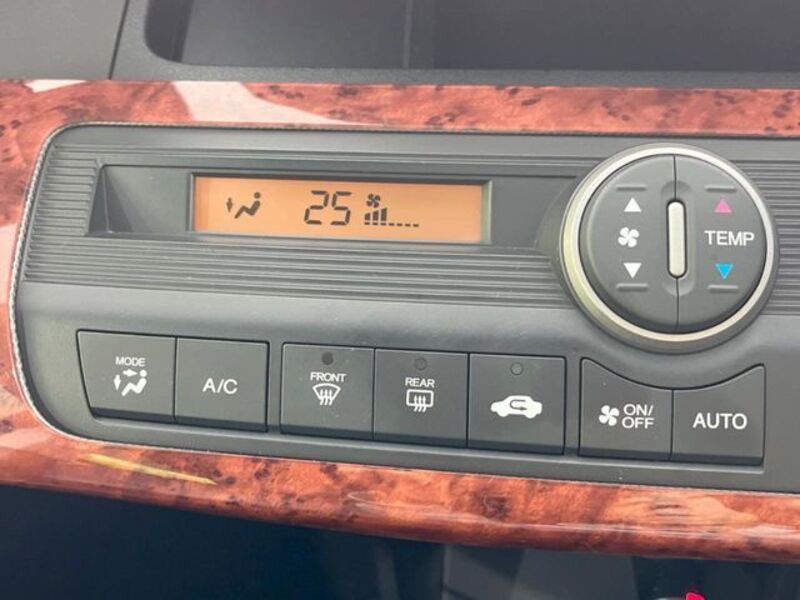 25
TEMP
MODE
A/C
FRONT
REAR
ON/
OFF
AUTO